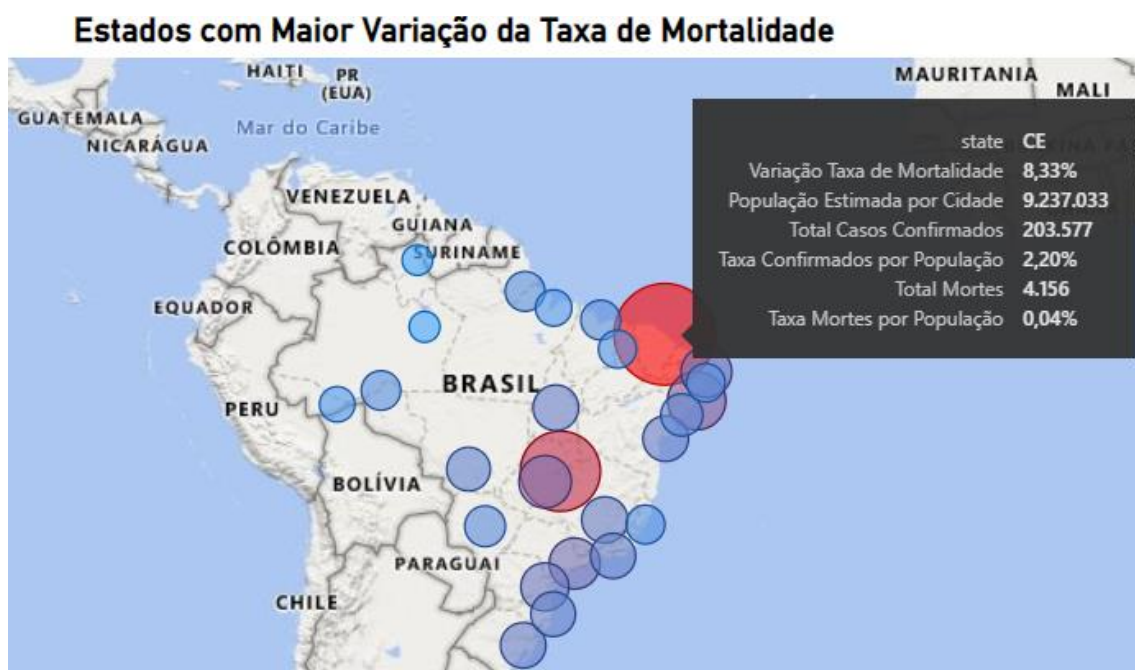 Estados com Maior Variação da Taxa de Mortalidade
HAITI
PR
(EUA)
MAURITANIA
MALI
GUATEMALA
Mar do Caribe
NICARÁGUA
state CE
Variação Taxa de Mortalidade 8,33%
População Estimada por Cidade 9.237.033
Total Casos Confirmados 203.577
Taxa Confirmados por População 2,20%
Total Mortes 4.156
Taxa Mortes por População 0,04%
VENEZUELA
GUIANA
COLÔMBIA
SURINAME
EQUADOR
BRASIL
PERU
BOLÍVIA
PARAGUAI
CHILE